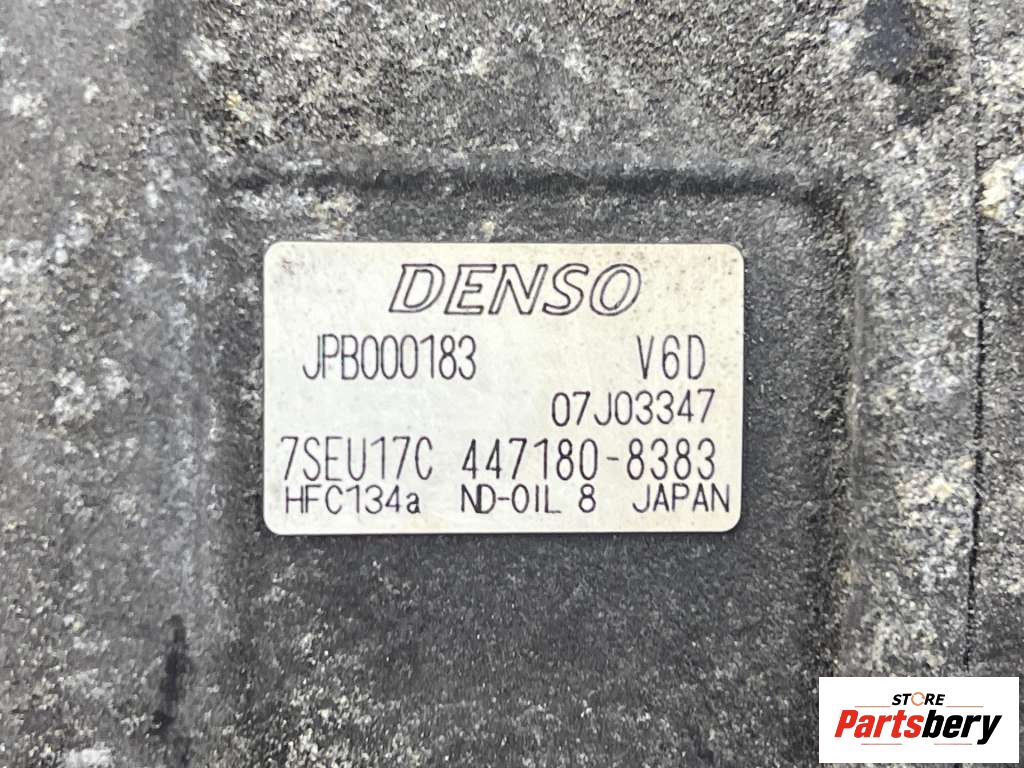 DENSO
JPB000183 V6D
07J03347
7SEU17C 447180-8383
HFC134a ND-OIL 8 JAPAN
STORE
Partsbery